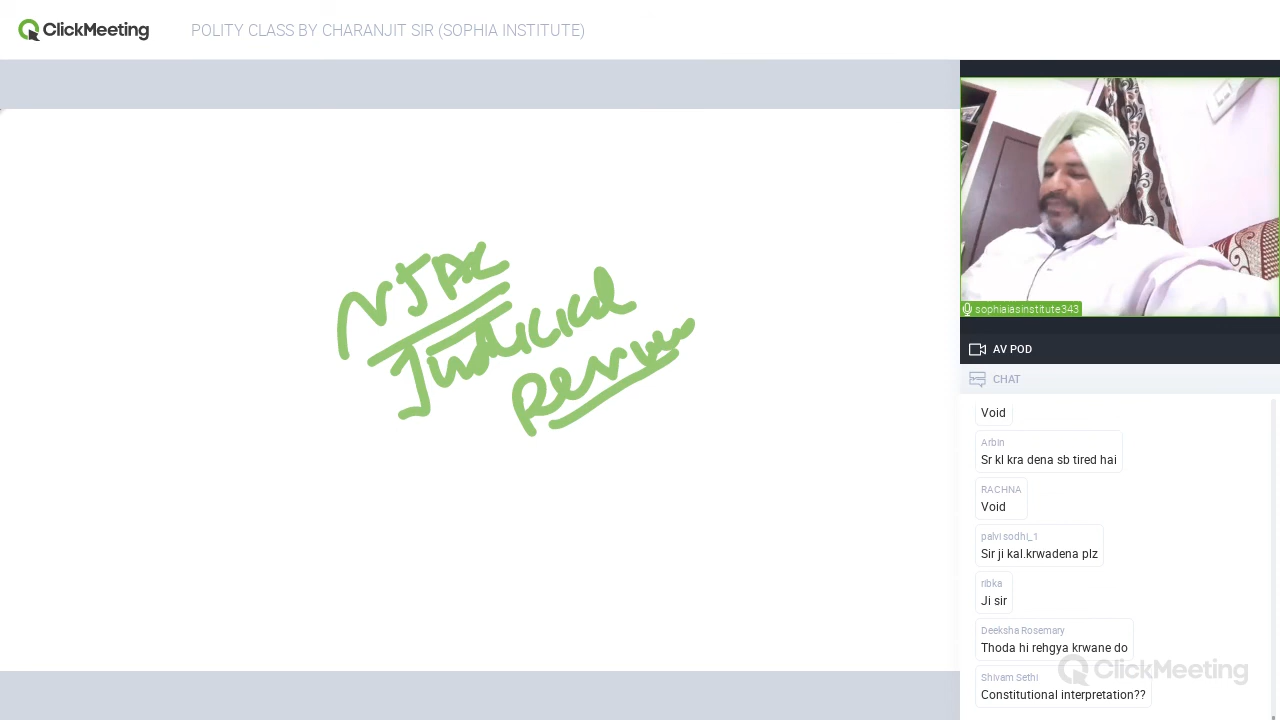 ClickMeeting
POLITY CLASS BY CHARANJIT SIR (SOPHIA INSTITUTE)
NJAC
Judicial
Review
sophiaiasinstitute343
AV POD
CHAT
Void
Arbin
Sr kl kra dena sb tired hai
RACHNA
Void
palvi sodhi_1
Sir ji kal.krwadena plz
ribka
Ji sir
Deeksha Rosemary
Thoda hi rehgya krwane do
Shivam Sethi
Constitutional interpretation??
ClickMeeting